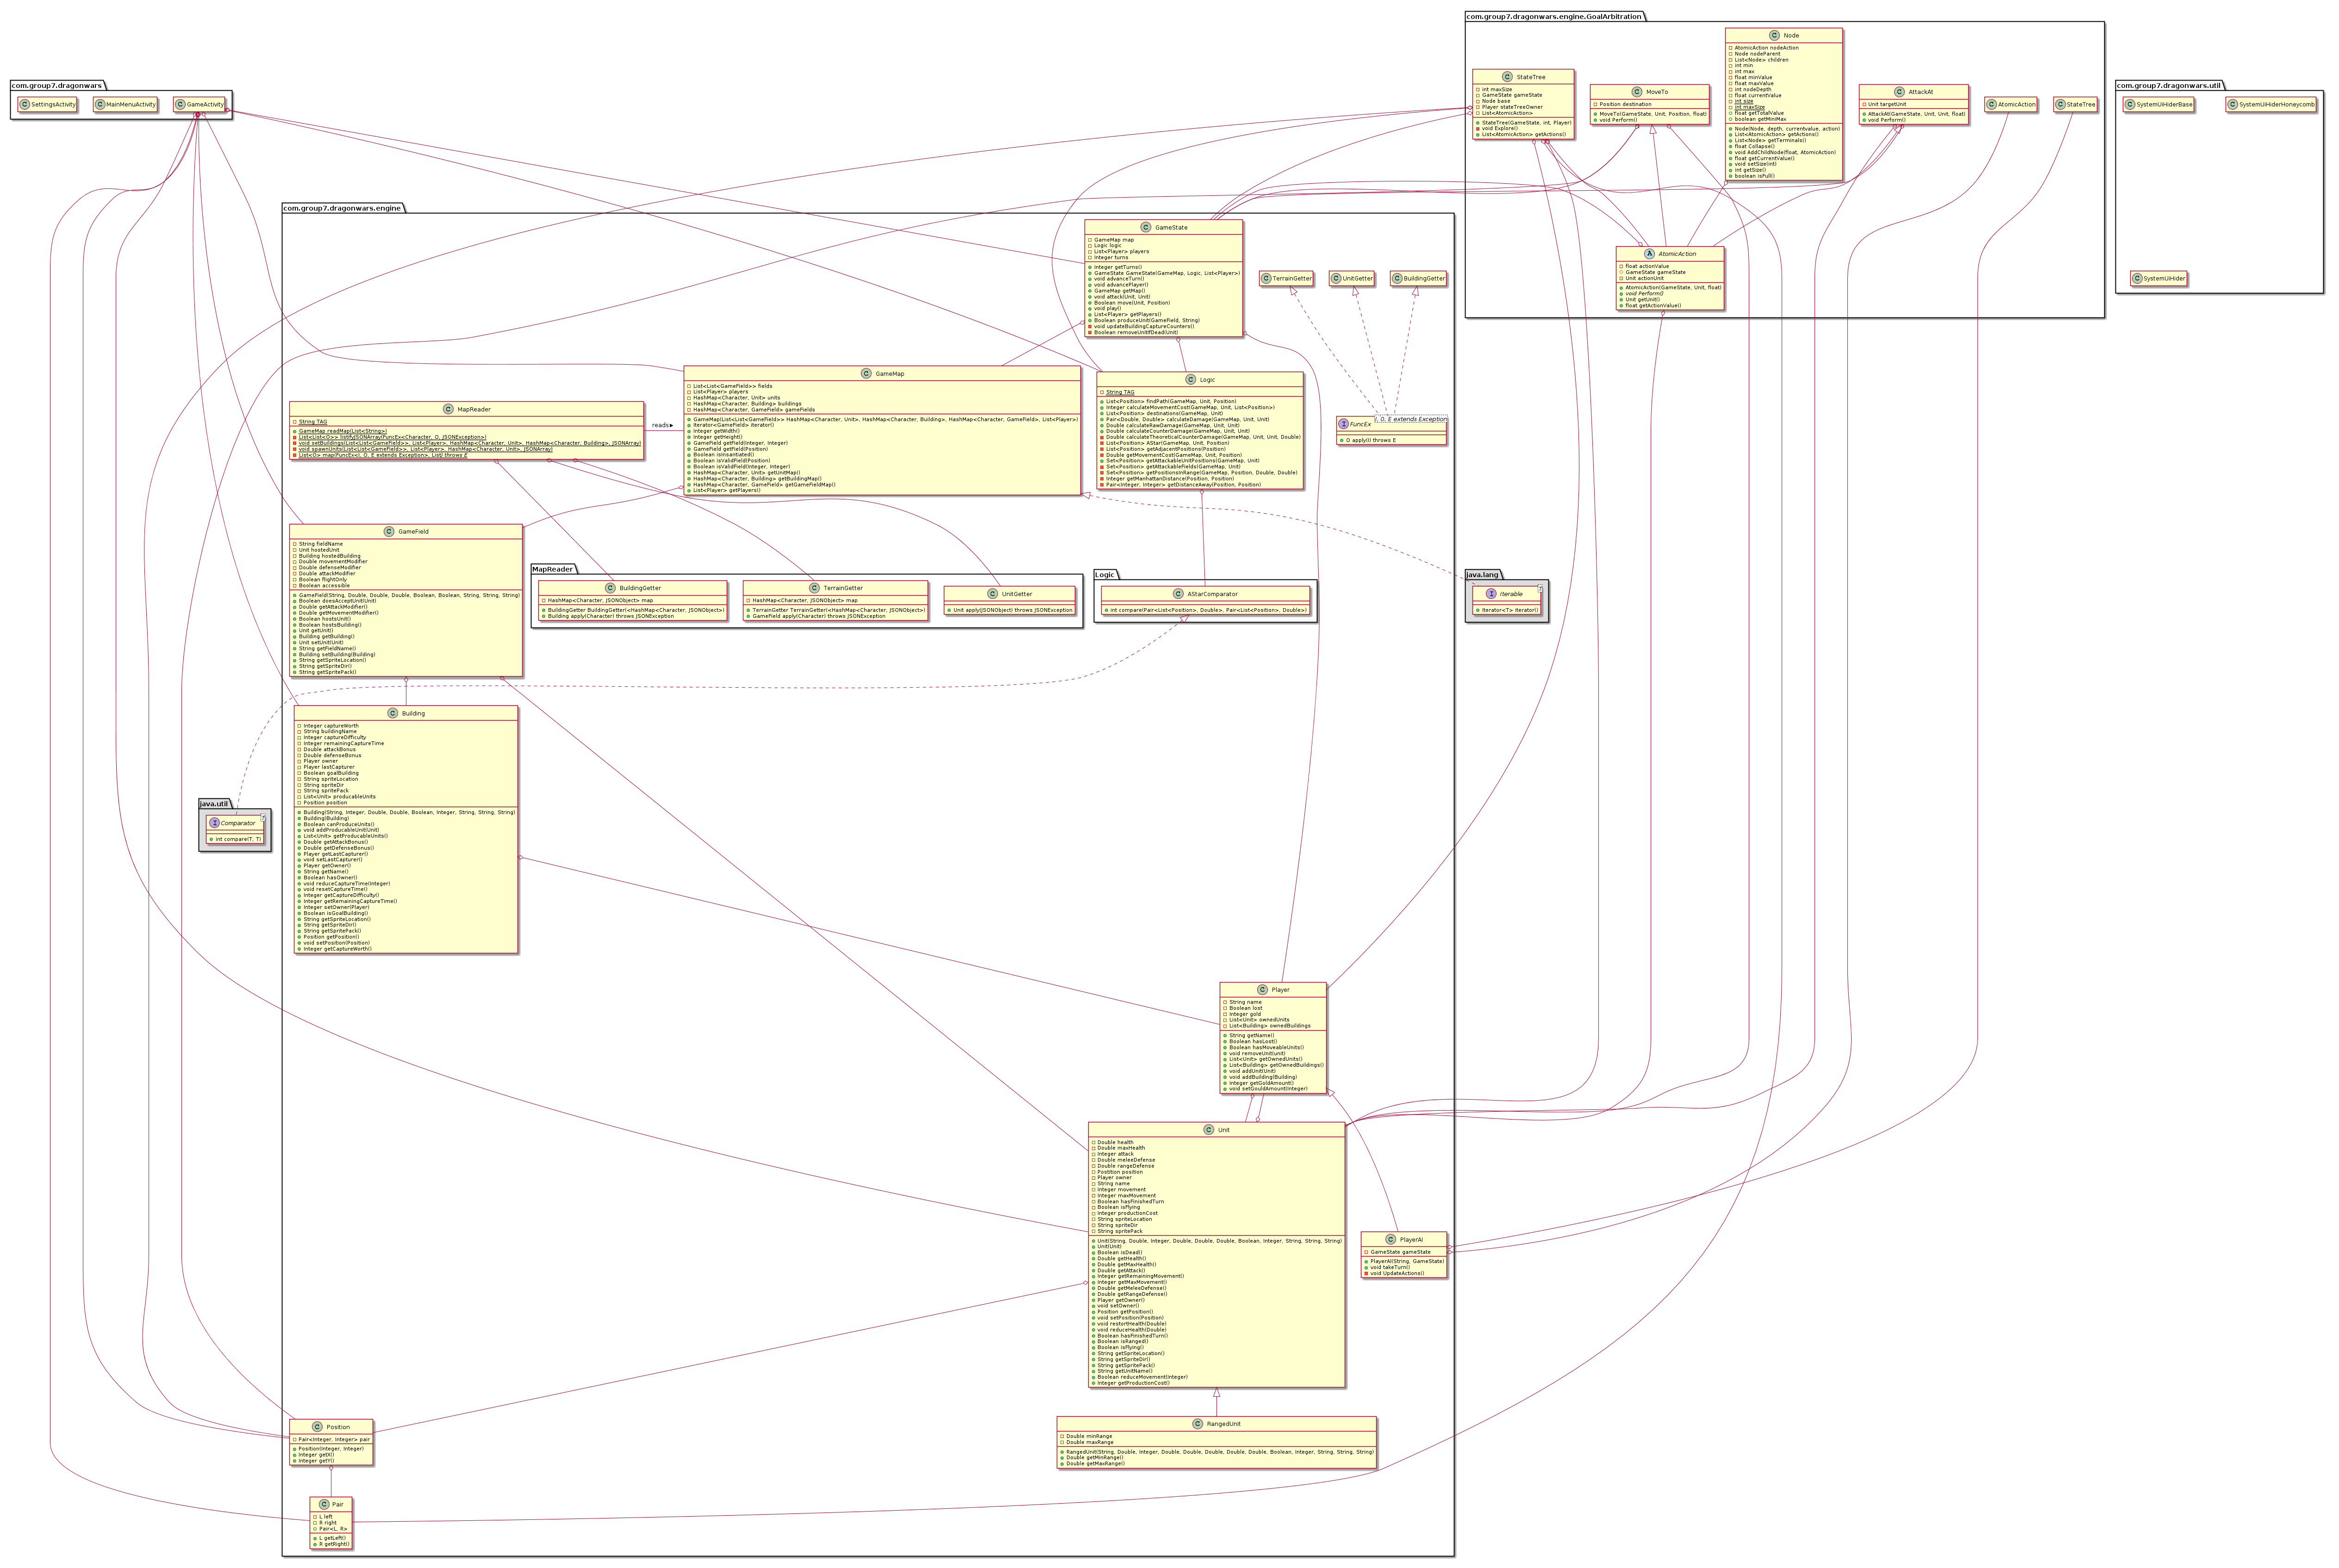 com.group7.dragonwars
SettingsActivity
MainMenuActivity
GameActivity
com.group7.dragonwars.engine.GoalArbitration
StateTree
int maxSize
GameState gameState
Node base
Player stateTreeOwner
List<AtomicAction>
StateTree(GameState, int, Player)
void Explore()
List<AtomicAction> getActions()
MoveTo
Position destination
MoveTo(GameState, Unit, Position, float)
void Perform()
Node
AtomicAction nodeAction
Node nodeParent
List<Node> children
int min
int max
float minValue
float maxValue
int nodeDepth
float currentValue
int size
int maxSize
float getTotalValue
boolean getMinMax
Node(Node, depth, currentvalue, action)
List<AtomicAction> getActions()
List<Node> getTerminals()
float Collapse()
void AddChildNode(float, AtomicAction)
float getCurrentValue()
void setSize(int)
int getSize()
boolean isFull()
AttackAt
Unit targetUnit
AttackAt(GameState, Unit, Unit, float)
void Perform()
AtomicAction
StateTree
AtomicAction
float actionValue
GameState gameState
Unit actionUnit
AtomicAction(GameState, Unit, float)
void Perform()
Unit getUnit()
float getActionValue()
com.group7.dragonwars.util
SystemUiHiderBase
SystemUiHiderHoneycomb
SystemUiHider
com.group7.dragonwars.engine
GameState
GameMap map
Logic logic
List<Player> players
Integer turns
Integer getTurns()
GameState GameState(GameMap, Logic, List<Player>)
void advanceTurn()
void advancePlayer()
GameMap getMap()
void attack(Unit, Unit)
Boolean move(Unit, Position)
void play()
List<Player> getPlayers()
Boolean produceUnit(GameField, String)
void updateBuildingCaptureCounters()
Boolean removeUnitIfDead(Unit)
TerrainGetter
UnitGetter
BuildingGetter
FuncEx
I, O, E extends Exception
O apply(I) throws E
MapReader
String TAG
GameMap readMap(List<String>)
List<List<O>> listifyJSONArray(FuncEx<Character, O, JSONException>)
void setBuildings(List<List<GameField>>, List<Player>, HashMap<Character, Unit>, HashMap<Character, Building>, JSONArray)
void spawnUnits(List<List<GameField>>, List<Player>, HashMap<Character, Unit>, JSONArray)
List<O> map(FuncEx<I, O, E extends Exception>, List<I> throws E
reads
GameMap
List<List<GameField>> fields
List<Player> players
HashMap<Character, Unit> units
HashMap<Character, Building> buildings
HashMap<Character, GameField> gameFields
GameMap(List<List<GameField>> HashMap<Character, Unit>, HashMap<Character, Building>, HashMap<Character, GameField>, List<Player>)
Iterator<GameField> iterator()
Integer getWidth()
Integer getHeight()
GameField getField(Integer, Integer)
GameField getField(Position)
Boolean isInstantiated()
Boolean isValidField(Position)
Boolean isValidField(Integer, Integer)
HashMap<Character, Unit> getUnitMap()
HashMap<Character, Building> getBuildingMap()
HashMap<Character, GameField> getGameFieldMap()
List<Player> getPlayers()
Logic
String TAG
List<Position> findPath(GameMap, Unit, Position)
Integer calculateMovementCost(GameMap, Unit, List<Position>)
List<Position> destinations(GameMap, Unit)
Pair<Double, Double> calculateDamage(GameMap, Unit, Unit)
Double calculateRawDamage(GameMap, Unit, Unit)
Double calculateCounterDamage(GameMap, Unit, Unit)
Double calculateTheoreticalCounterDamage(GameMap, Unit, Unit, Double)
List<Position> AStar(GameMap, Unit, Position)
List<Position> getAdjacentPositions(Position)
Double getMovementCost(GameMap, Unit, Position)
Set<Position> getAttackableUnitPositions(GameMap, Unit)
Set<Position> getAttackableFields(GameMap, Unit)
Set<Position> getPositionsInRange(GameMap, Position, Double, Double)
Integer getManhattanDistance(Position, Position)
Pair<Integer, Integer> getDistanceAway(Position, Position)
GameField
String fieldName
Unit hostedUnit
Building hostedBuilding
Double movementModifier
Double defenseModifier
Double attackModifier
Boolean flightOnly
Boolean accessible
GameField(String, Double, Double, Double, Boolean, Boolean, String, String, String)
Boolean doesAcceptUnit(Unit)
Double getAttackModifier()
Double getDefenseModifier()
Double getMovementModifier()
Boolean hostsUnit()
Boolean hostsBuilding()
Unit getUnit()
Building getBuilding()
Unit setUnit(Unit)
String getFieldName()
Building setBuilding(Building)
String getSpriteLocation()
String getSpriteDir()
String getSpritePack()
MapReader
BuildingGetter
HashMap<Character, JSONObject> map
BuildingGetter BuildingGetter(<HashMap<Character, JSONObject>)
Building apply(Character) throws JSONException
TerrainGetter
HashMap<Character, JSONObject> map
TerrainGetter TerrainGetter(<HashMap<Character, JSONObject>)
GameField apply(Character) throws JSONException
UnitGetter
Unit apply(JSONObject) throws JSONException
Logic
AStarComparator
int compare(Pair<List<Position>, Double>, Pair<List<Position>, Double>)
java.lang
Iterable
T
Iterator<T> iterator()
Building
Integer captureWorth
String buildingName
Integer captureDifficulty
Integer remainingCaptureTime
Double attackBonus
Double defenseBonus
Player owner
Player lastCapturer
Boolean goalBuilding
String spriteLocation
String spriteDir
String spritePack
List<Unit> producableUnits
Position position
Building(String, Integer, Double, Double, Boolean, Integer, String, String, String)
Building(Building)
Boolean canProduceUnits()
void addProducableUnit(Unit)
List<Unit> getProducableUnits()
Double getAttackBonus()
Double getDefenseBonus()
Player getLastCapturer()
void setLastCapturer()
Player getOwner()
String getName()
Boolean hasOwner()
void reduceCaptureTime(Integer)
void resetCaptureTime()
Integer getCaptureDifficulty()
Integer getRemainingCaptureTime()
Integer setOwner(Player)
Boolean isGoalBuilding()
String getSpriteLocation()
String getSpriteDir()
String getSpritePack()
Position getPosition()
void setPosition(Position)
Integer getCaptureWorth()
java.util
Comparator
T
int compare(T, T)
Player
String name
Boolean lost
Integer gold
List<Unit> ownedUnits
List<Building> ownedBuildings
String getName()
Boolean hasLost()
Boolean hasMoveableUnits()
void removeUnit(unit)
List<Unit> getOwnedUnits()
List<Building> getOwnedBuildings()
void addUnit(Unit)
void addBuilding(Building)
Integer getGoldAmount()
void setGouldAmount(Integer)
Unit
Double health
Double maxHealth
Integer attack
Double meleeDefense
Double rangeDefense
Postition position
Player owner
String name
Integer movement
Integer maxMovement
Boolean hasFinishedTurn
Boolean isFlying
Integer productionCost
String spriteLocation
String spriteDir
String spritePack
Unit(String, Double, Integer, Double, Double, Double, Boolean, Integer, String, String, String)
Unit(Unit)
Boolean isDead()
Double getHealth()
Double getMaxHealth()
Double getAttack()
Integer getRemainingMovement()
Integer getMaxMovement()
Double getMeleeDefense()
Double getRangeDefense()
Player getOwner()
void setOwner()
Position getPosition()
void setPosition(Position)
void restortHealth(Double)
void reduceHealth(Double)
Boolean hasFinishedTurn()
Boolean isRanged()
Boolean isFlying()
String getSpriteLocation()
String getSpriteDir()
String getSpritePack()
String getUnitName()
Boolean reduceMovement(Integer)
Integer getProductionCost()
PlayerAI
GameState gameState
PlayerAI(String, GameState)
void takeTurn()
void UpdateActions()
RangedUnit
Double minRange
Double maxRange
RangedUnit(String, Double, Integer, Double, Double, Double, Double, Double, Boolean, Integer, String, String, String)
Double getMinRange()
Double getMaxRange()
Position
Pair<Integer, Integer> pair
Position(Integer, Integer)
Integer getX()
Integer getY()
Pair
L left
R right
Pair<L, R>
L getLeft()
R getRight()